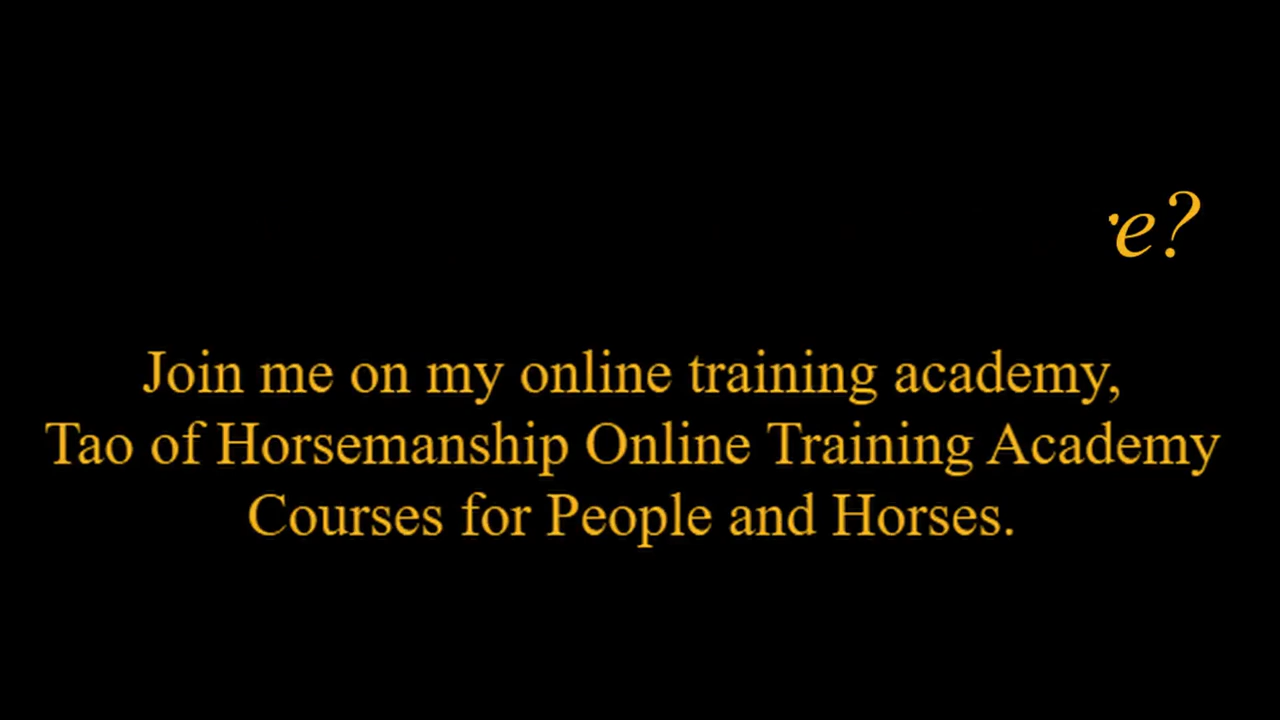 e?
Join me on my online training academy,
Tao of Horsemanship Online Training Academy
Courses for People and Horses.